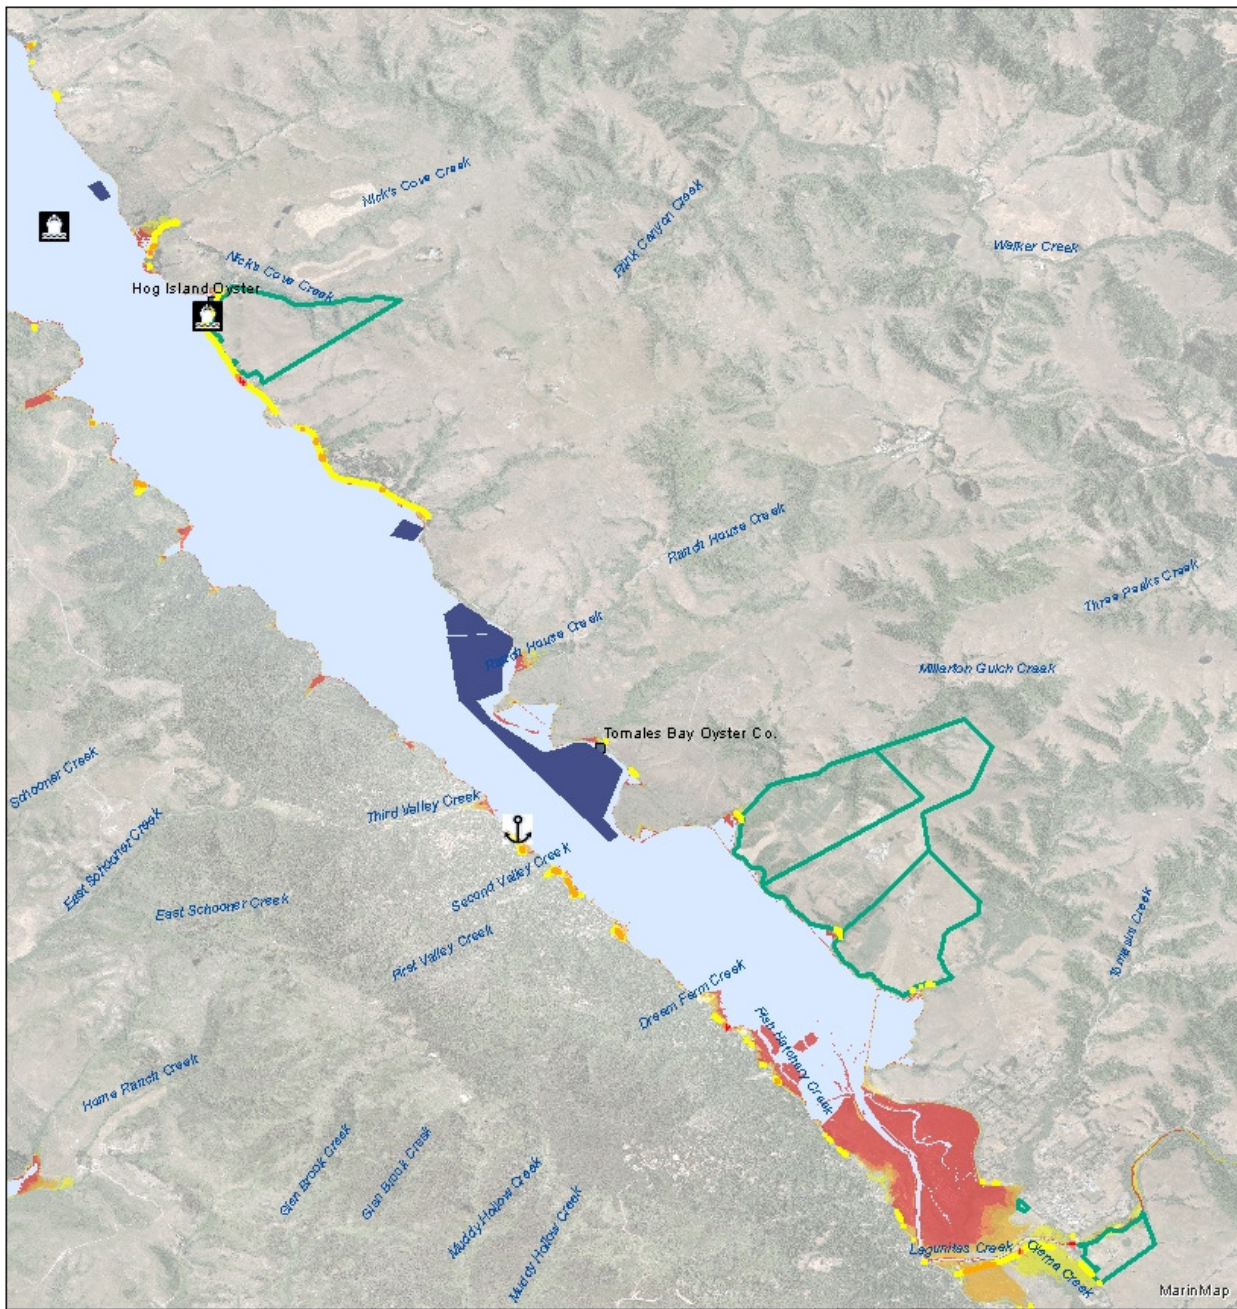 Nick's Cove Creek
Pink Canyon Creek
Walker Creek
Nick's Cove Creek
Hog Island Oyster
Ranch House Creek
Three Peaks Creek
Ranch House Creek
Millerton Gulch Creek
Tomales Bay Oyster Co.
Schooner Creek
Third Valley Creek
East Schooner Creek
Second Valley Creek
East Schooner Creek
First Valley Creek
Tomasini Creek
Dream Farm Creek
Fish Hatchery Creek
Home Ranch Creek
Glen Brook Creek
Glen Brook Creek
Muddy Hollow Creek
Muddy Hollow Creek
Lagunitas Creek
Olema Creek
MarinMap